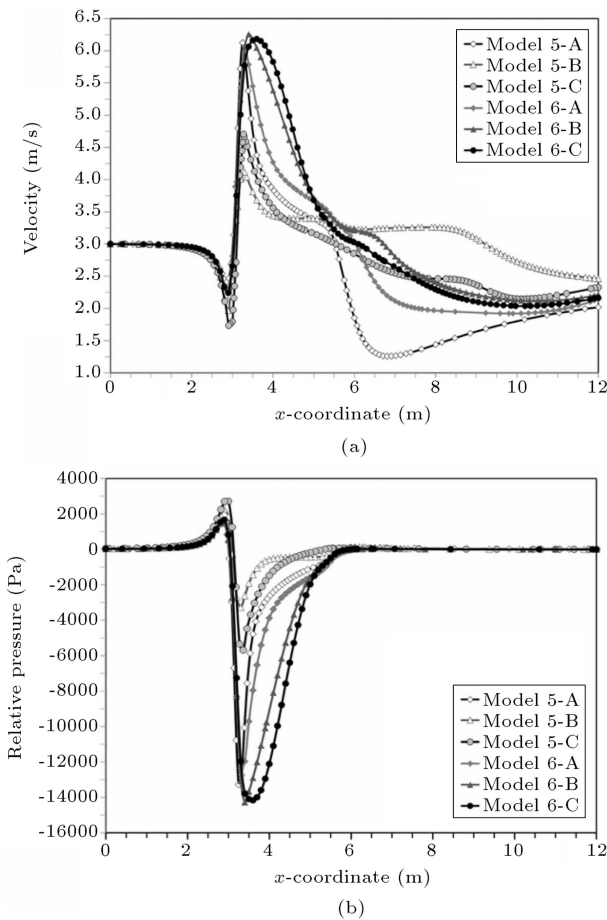 6.5
6.0
5.5
5.0
4.5
4.0
3.5
3.0
2.5
2.0
1.5
1.0
Velocity (m/s)
Model 5-A
Model 5-B
Model 5-C
Model 6-A
Model 6-B
Model 6-C
0 2 4 6 8 10 12
x-coordinate (m)
(a)
4000
2000
0
-2000
-4000
-6000
-8000
-10000
-12000
-14000
-16000
Relative pressure (Pa)
Model 5-A
Model 5-B
Model 5-C
Model 6-A
Model 6-B
Model 6-C
0 2 4 6 8 10 12
x-coordinate (m)
(b)